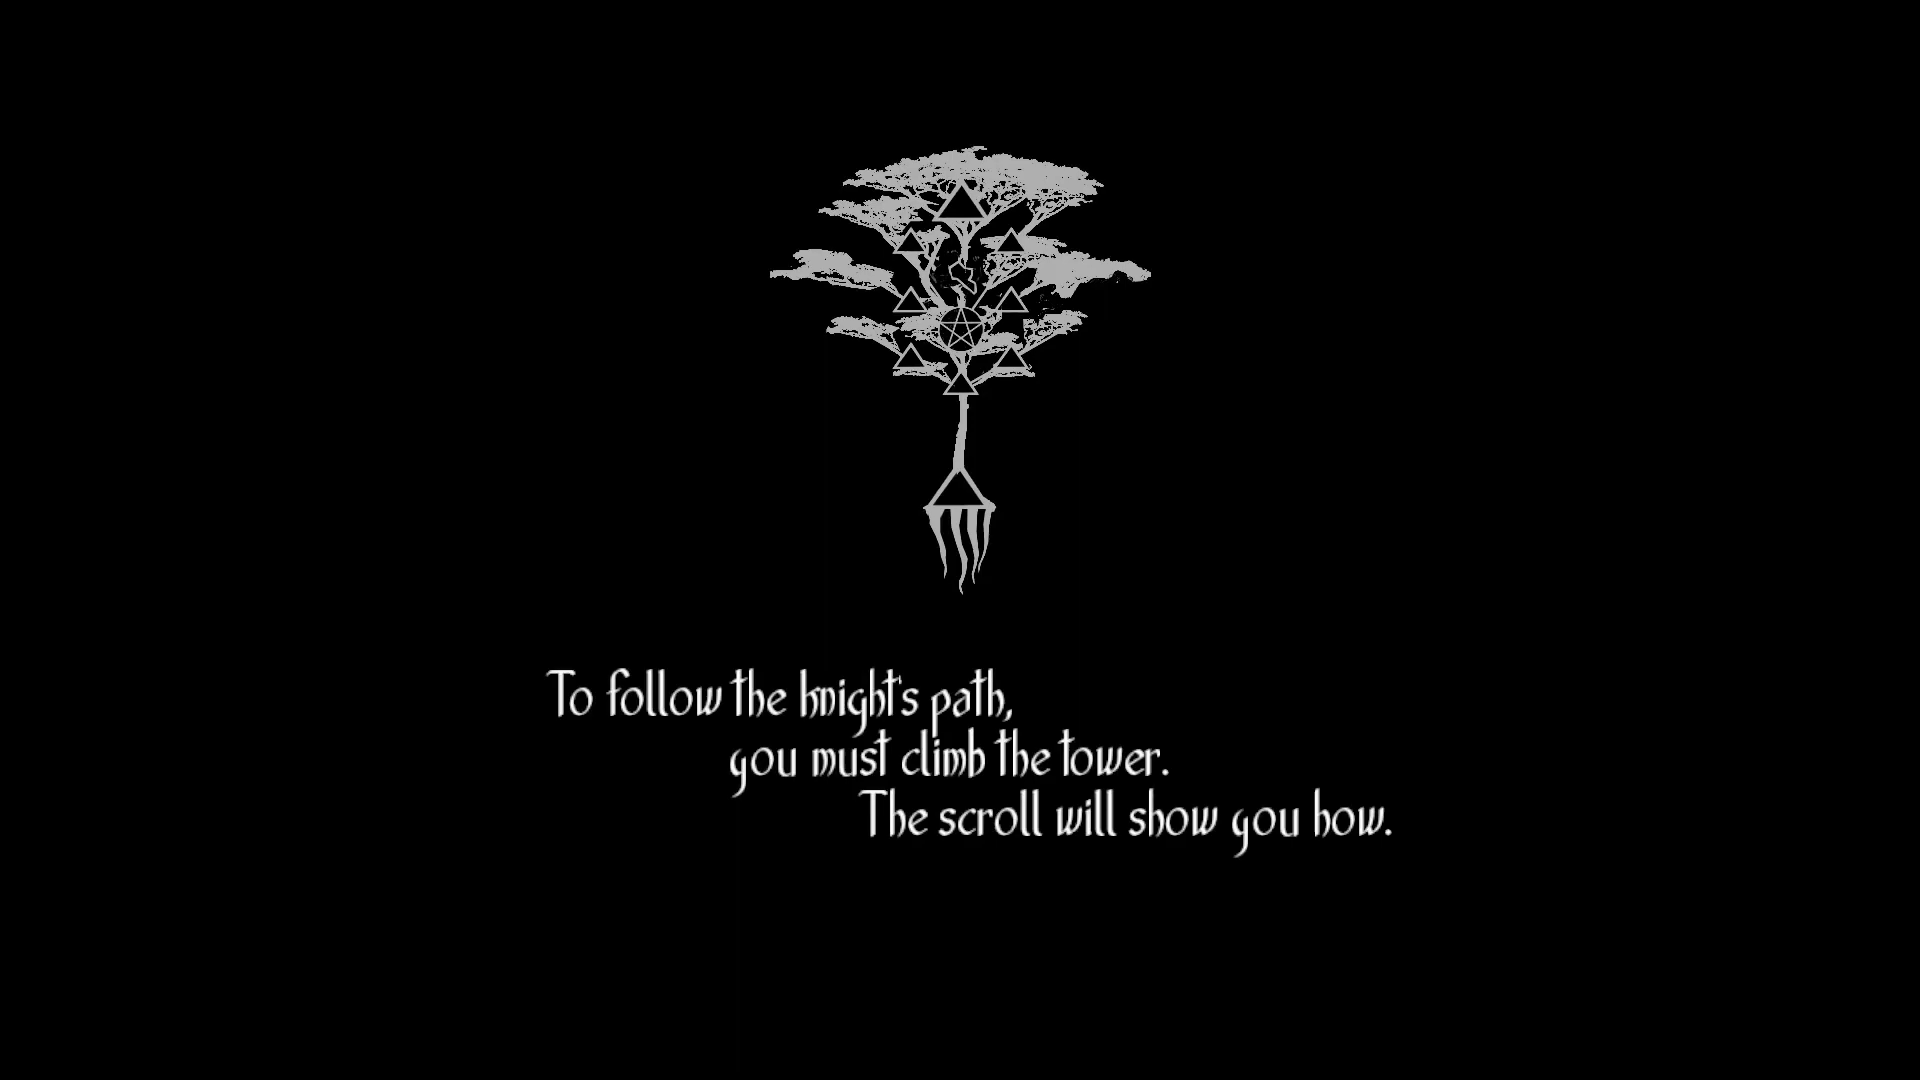 To follow the knight's path,
you must climb the tower.
The scroll will show you how.